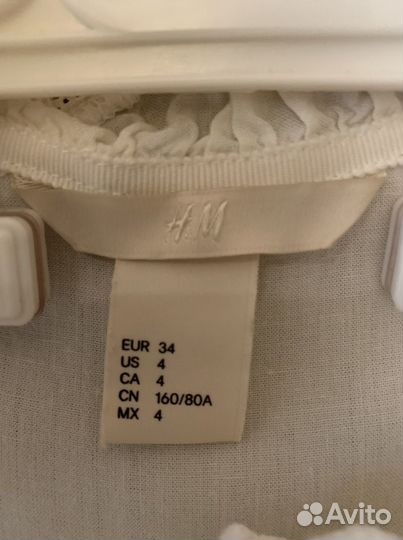 H&M
EUR 34
US 4
CA 4
CN 160/80A
MX 4
Avito